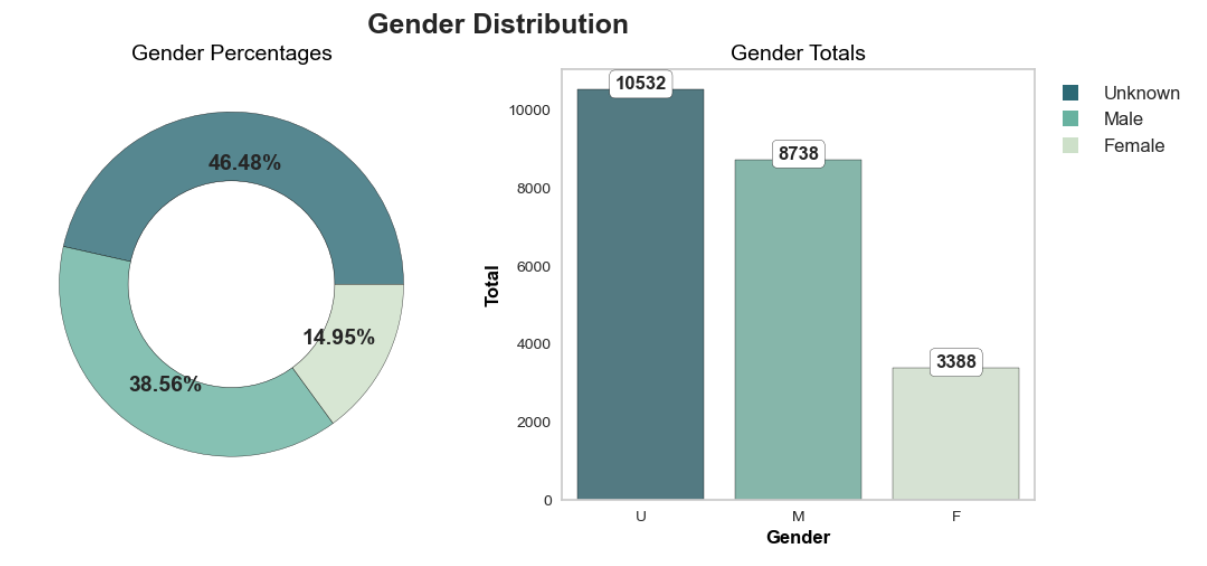 Gender Distribution
Gender Percentages
46.48%
14.95%
38.56%
Gender Totals
10532
8738
3388
10000
8000
6000
4000
2000
0
Total
U M F
Gender
Unknown
Male
Female